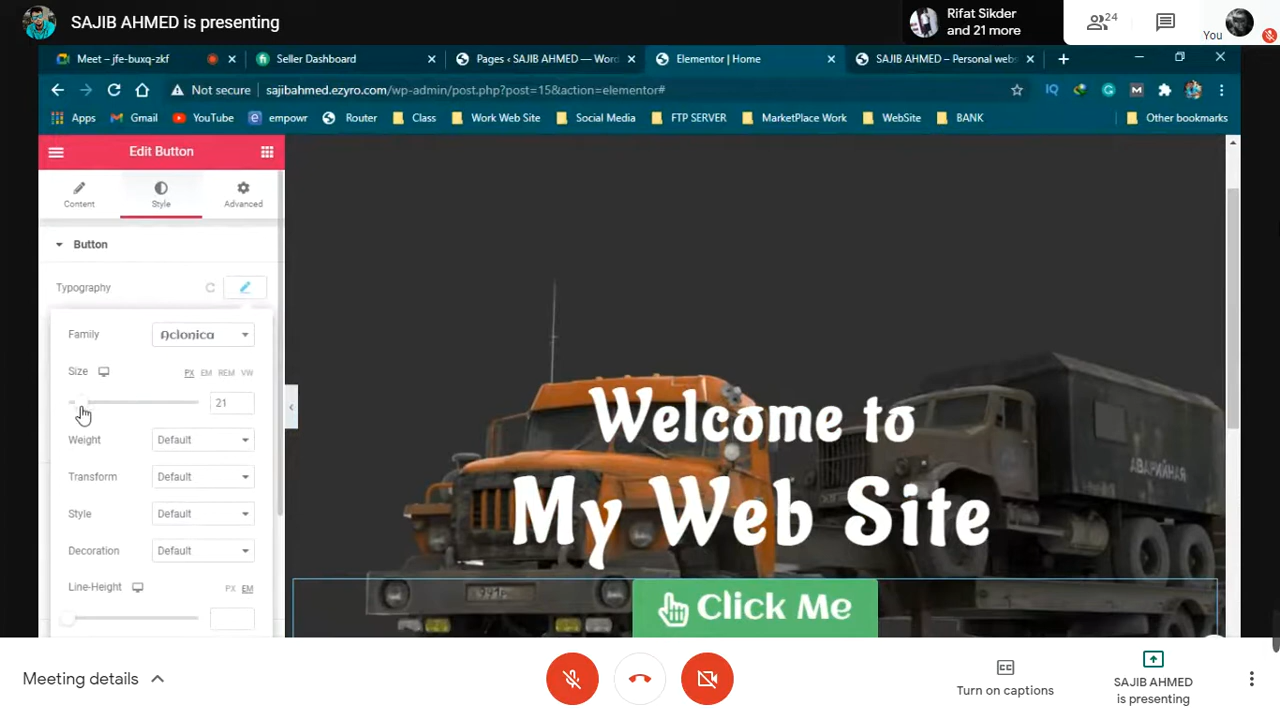 SAJIB AHMED is presenting
Rifat Sikder
and 21 more
24
You
Meet – jfe-buxq-zkf
Seller Dashboard
Pages ‹ SAJIB AHMED — Word
Elementor | Home
SAJIB AHMED – Personal webs
Not secure
sajibahmed.ezyro.com/wp-admin/post.php?post=15&action=elementor#
Apps
Gmail
YouTube
empowr
Router
Class
Work Web Site
Social Media
FTP SERVER
MarketPlace Work
WebSite
BANK
Other bookmarks
Edit Button
Content
Style
Advanced
Button
Typography
Family
Aclonica
Size
PX EM REM VW
21
Weight
Default
Transform
Default
Style
Default
Decoration
Default
Line-Height
PX EM
АВАРИЙНАЯ
Welcome to
My Web Site
Click Me
Meeting details
Turn on captions
SAJIB AHMED
is presenting